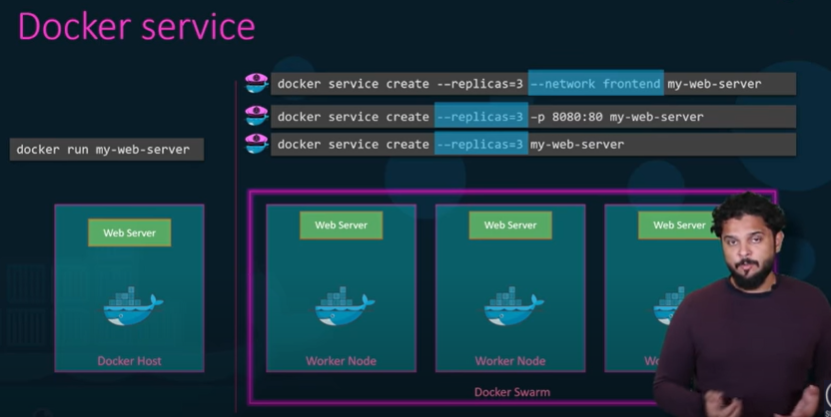 Docker service
docker service create --replicas=3 --network frontend my-web-server
docker service create --replicas=3 -p 8080:80 my-web-server
docker service create --replicas=3 my-web-server
docker run my-web-server
Web Server
Docker Host
Web Server
Worker Node
Web Server
Worker Node
Web Server
Docker Swarm